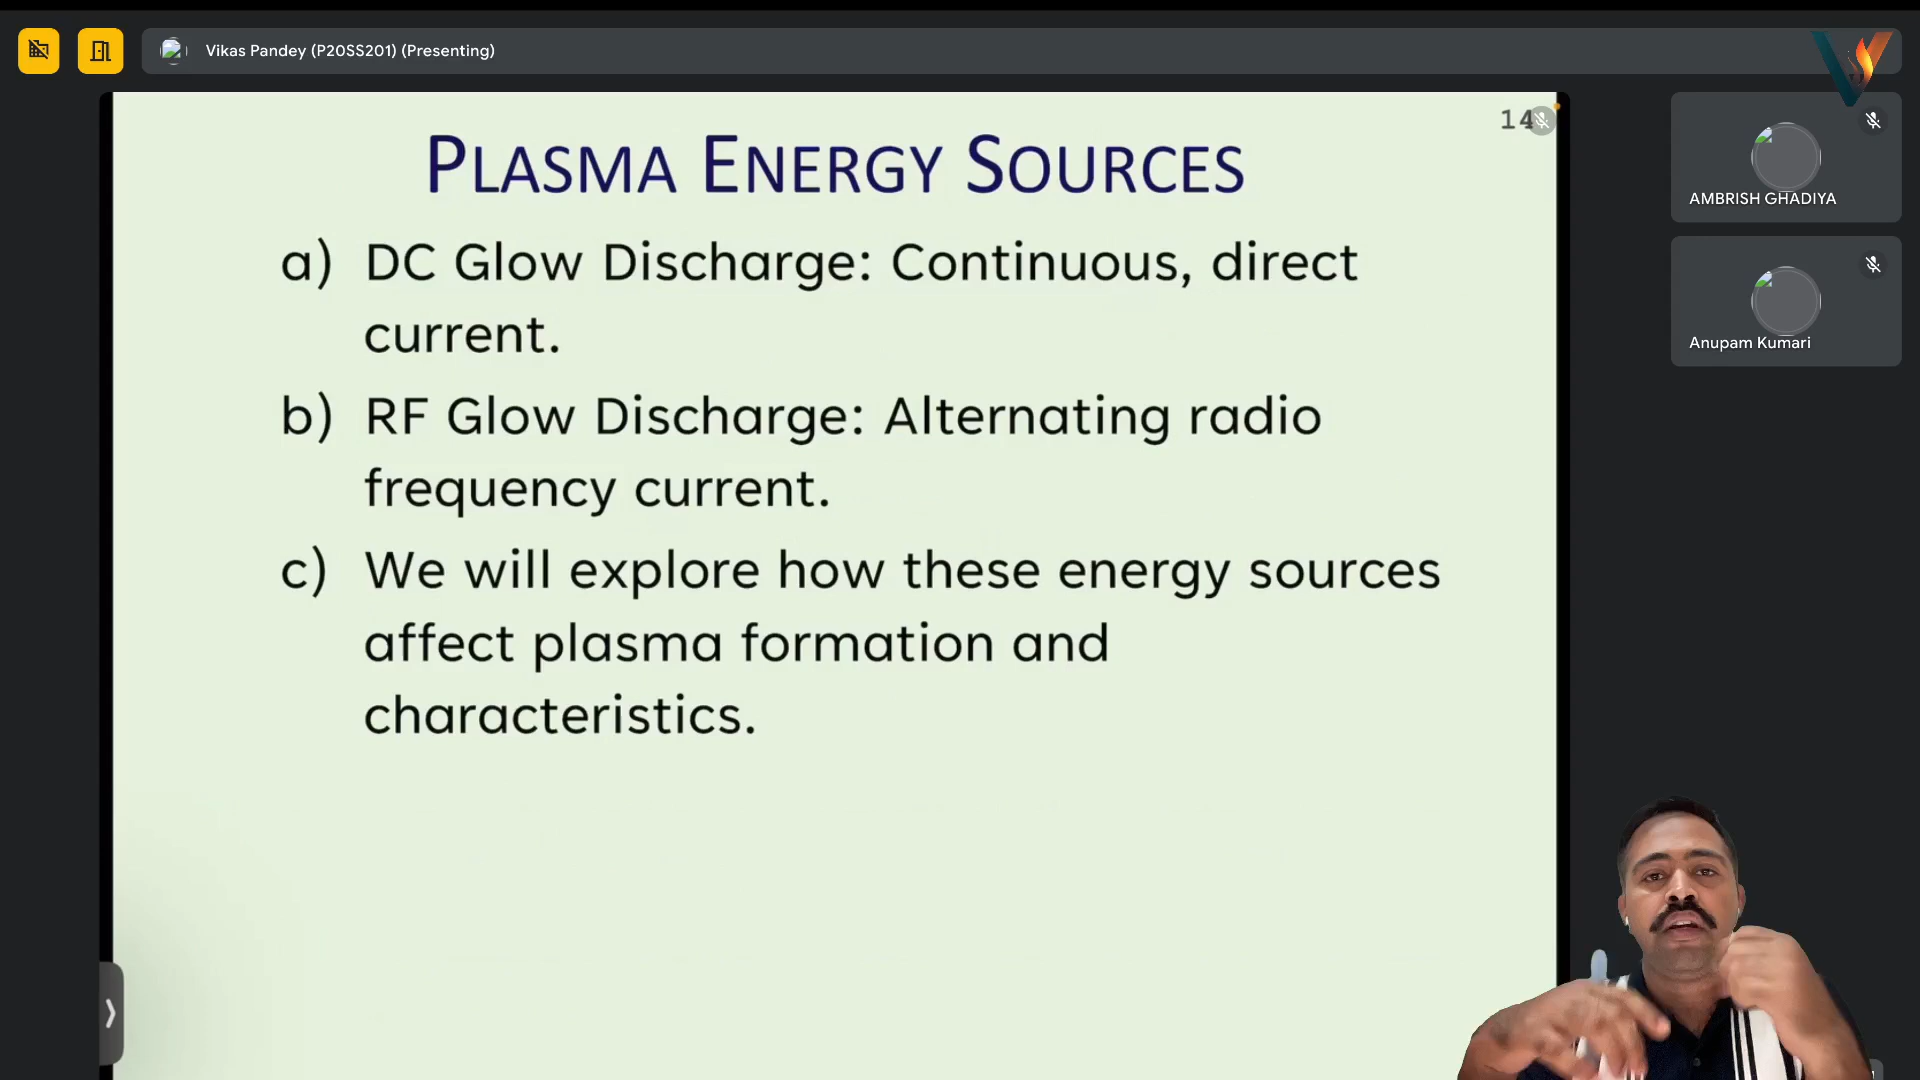 Vikas Pandey (P20SS201) (Presenting)
14
PLASMA ENERGY SOURCES
a) DC Glow Discharge: Continuous, direct
current.
b) RF Glow Discharge: Alternating radio
frequency current.
c) We will explore how these energy sources
affect plasma formation and
characteristics.
AMBRISH GHADIYA
Anupam Kumari